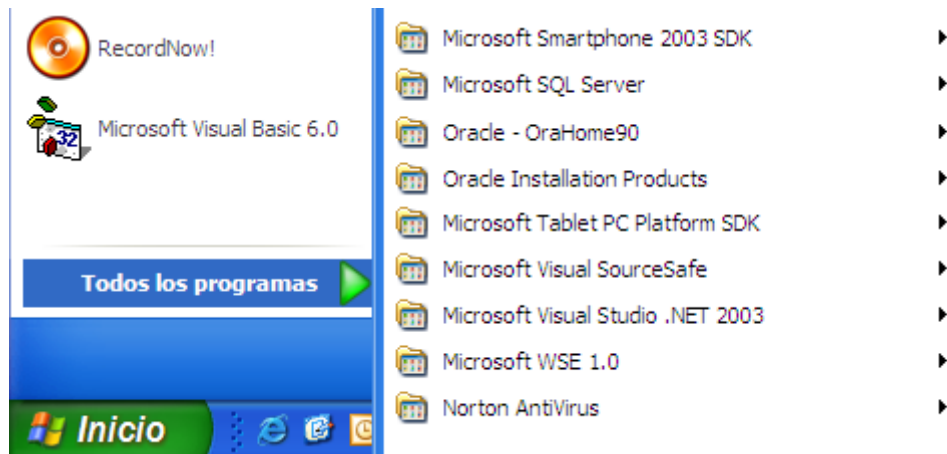 RecordNow!
Microsoft Visual Basic 6.0
32
Todos los programas
Inicio
Microsoft Smartphone 2003 SDK
Microsoft SQL Server
Oracle - OraHome90
Oracle Installation Products
Microsoft Tablet PC Platform SDK
Microsoft Visual SourceSafe
Microsoft Visual Studio .NET 2003
Microsoft WSE 1.0
Norton AntiVirus